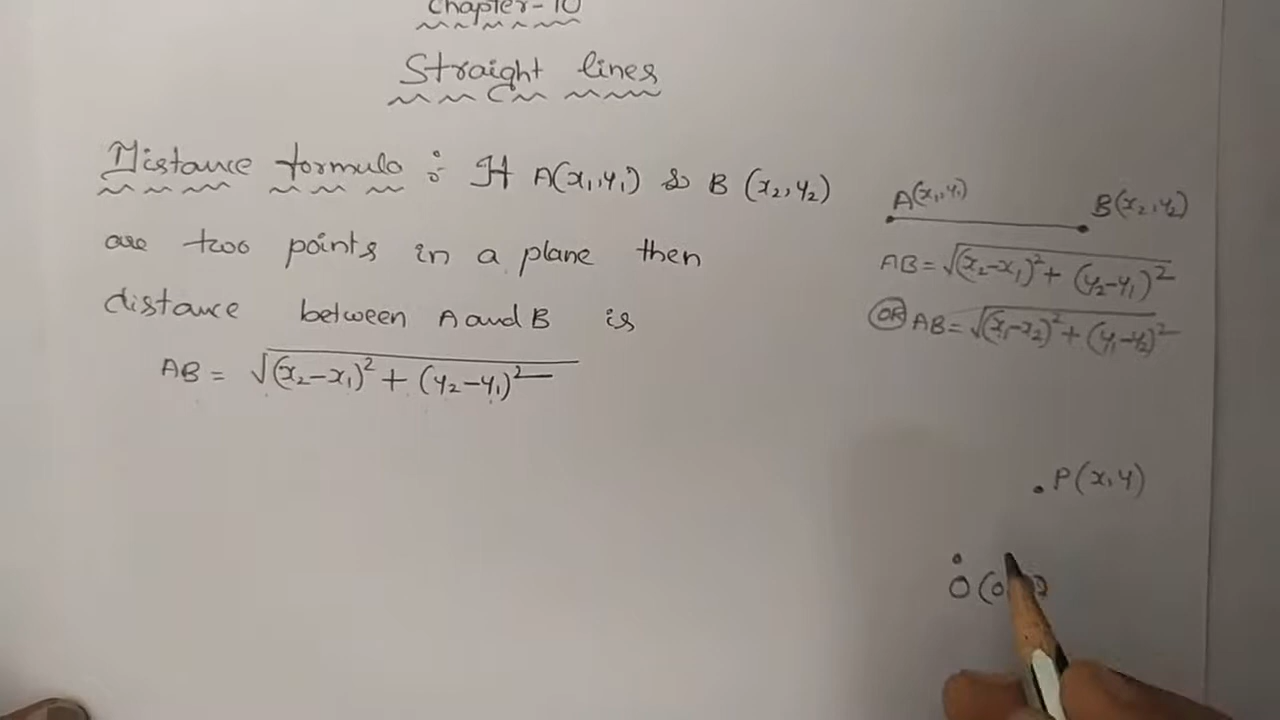 Chapter-10
Straight lines
Distance formula : If A(x₁,y₁) & B (x₂,y₂)
are two points in a plane then
distance between A and B is
AB = √(x₂-x₁)² + (y₂-y₁)²
A(x₁,y₁) B(x₂,y₂)
AB = √(x₂-x₁)² + (y₂-y₁)²
OR AB = √(x₁-x₂)² + (y₁-y₂)²
P(x,y)
O